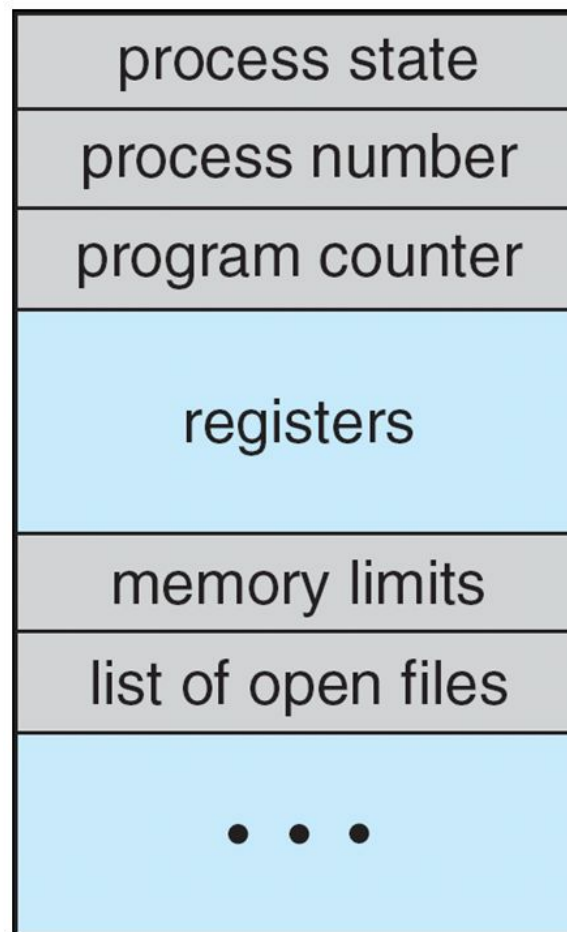 process state
process number
program counter
registers
memory limits
list of open files
• • •